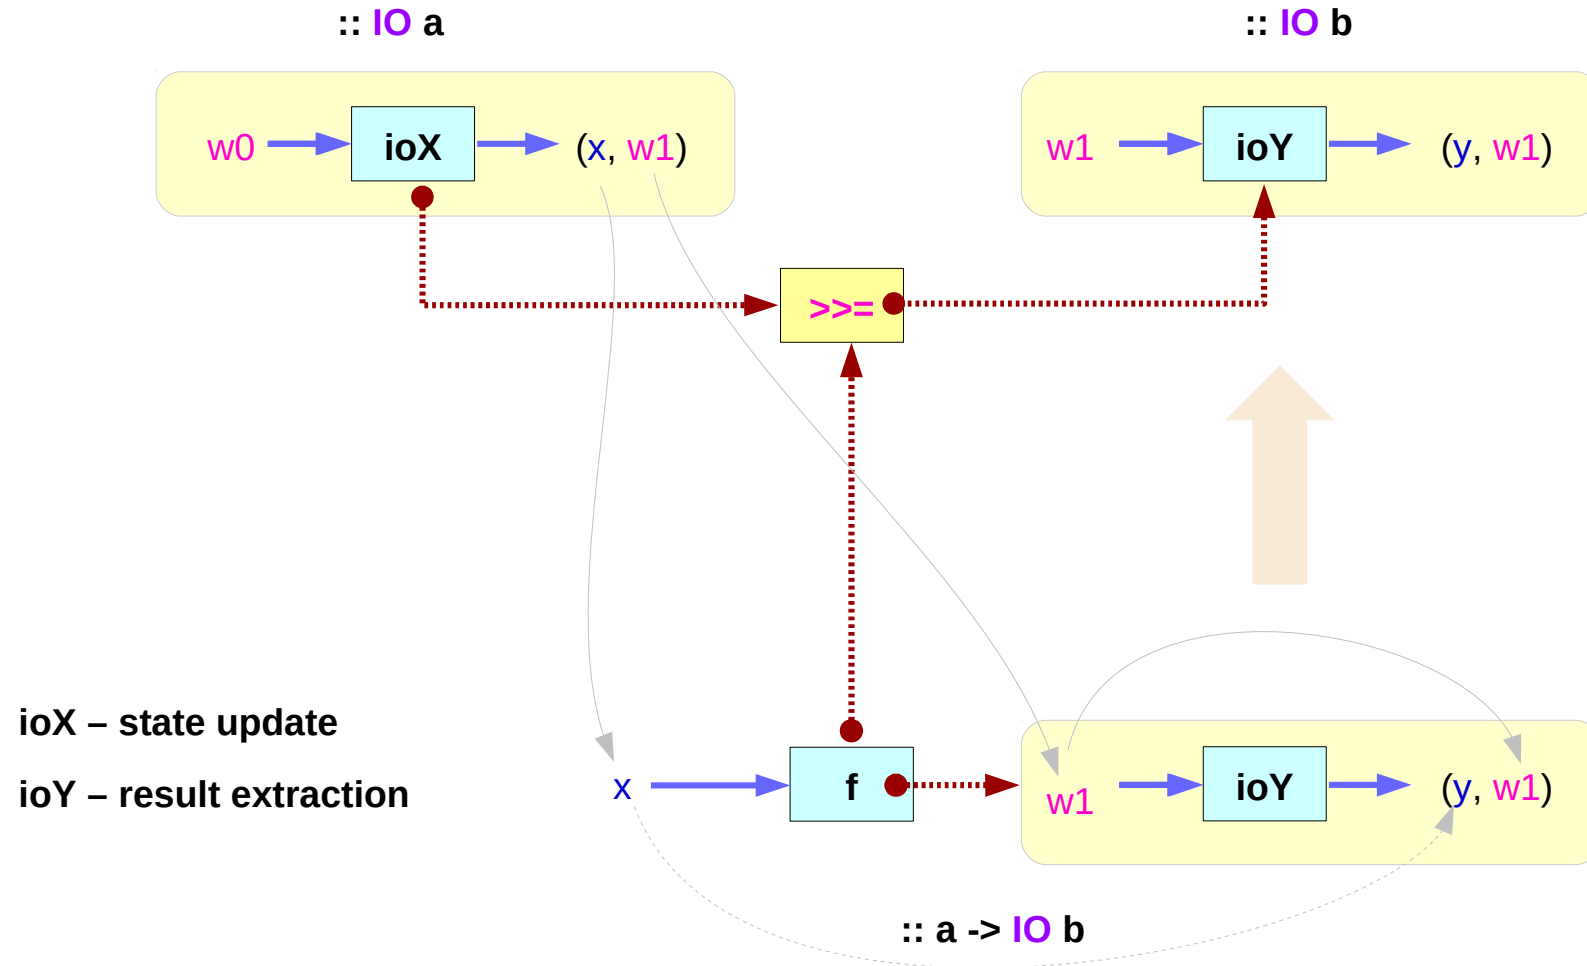 :: IO a
:: IO b
w0 ioX (x, w1)
w1 ioY (y, w1)
>>=
ioX – state update
ioY – result extraction
x f w1 ioY (y, w1)
:: a -> IO b